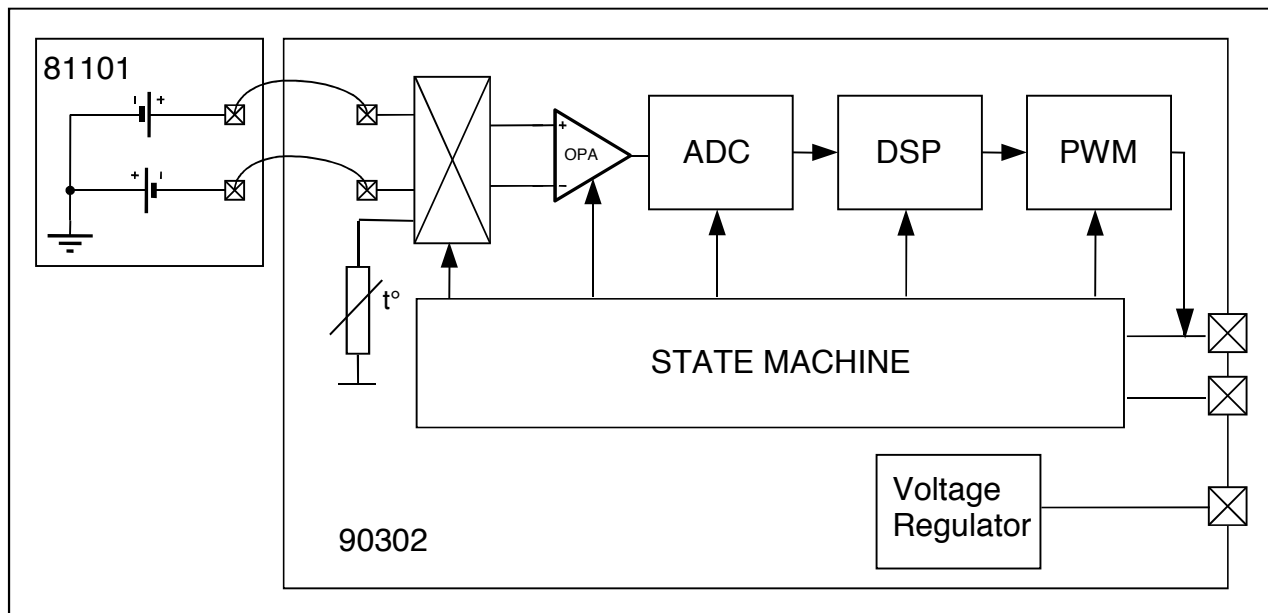 81101
ı +
+ ı
+
OPA
−
ADC
DSP
PWM
t°
STATE MACHINE
Voltage
Regulator
90302